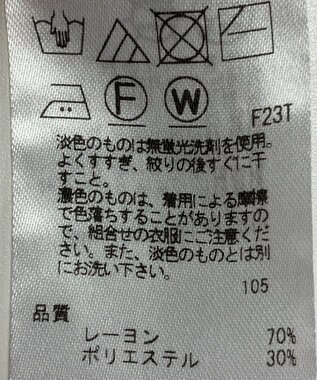 F W
F23T
淡色のものは無蛍光洗剤を使用。
よくすすぎ、絞りの後すぐに干
すこと。
濃色のものは、着用による摩擦
で色落ちすることがありますの
で、組合せの衣服にご注意くだ
さい。また、淡色のものとは別
にお洗い下さい。
105
品質
レーヨン 70%
ポリエステル 30%